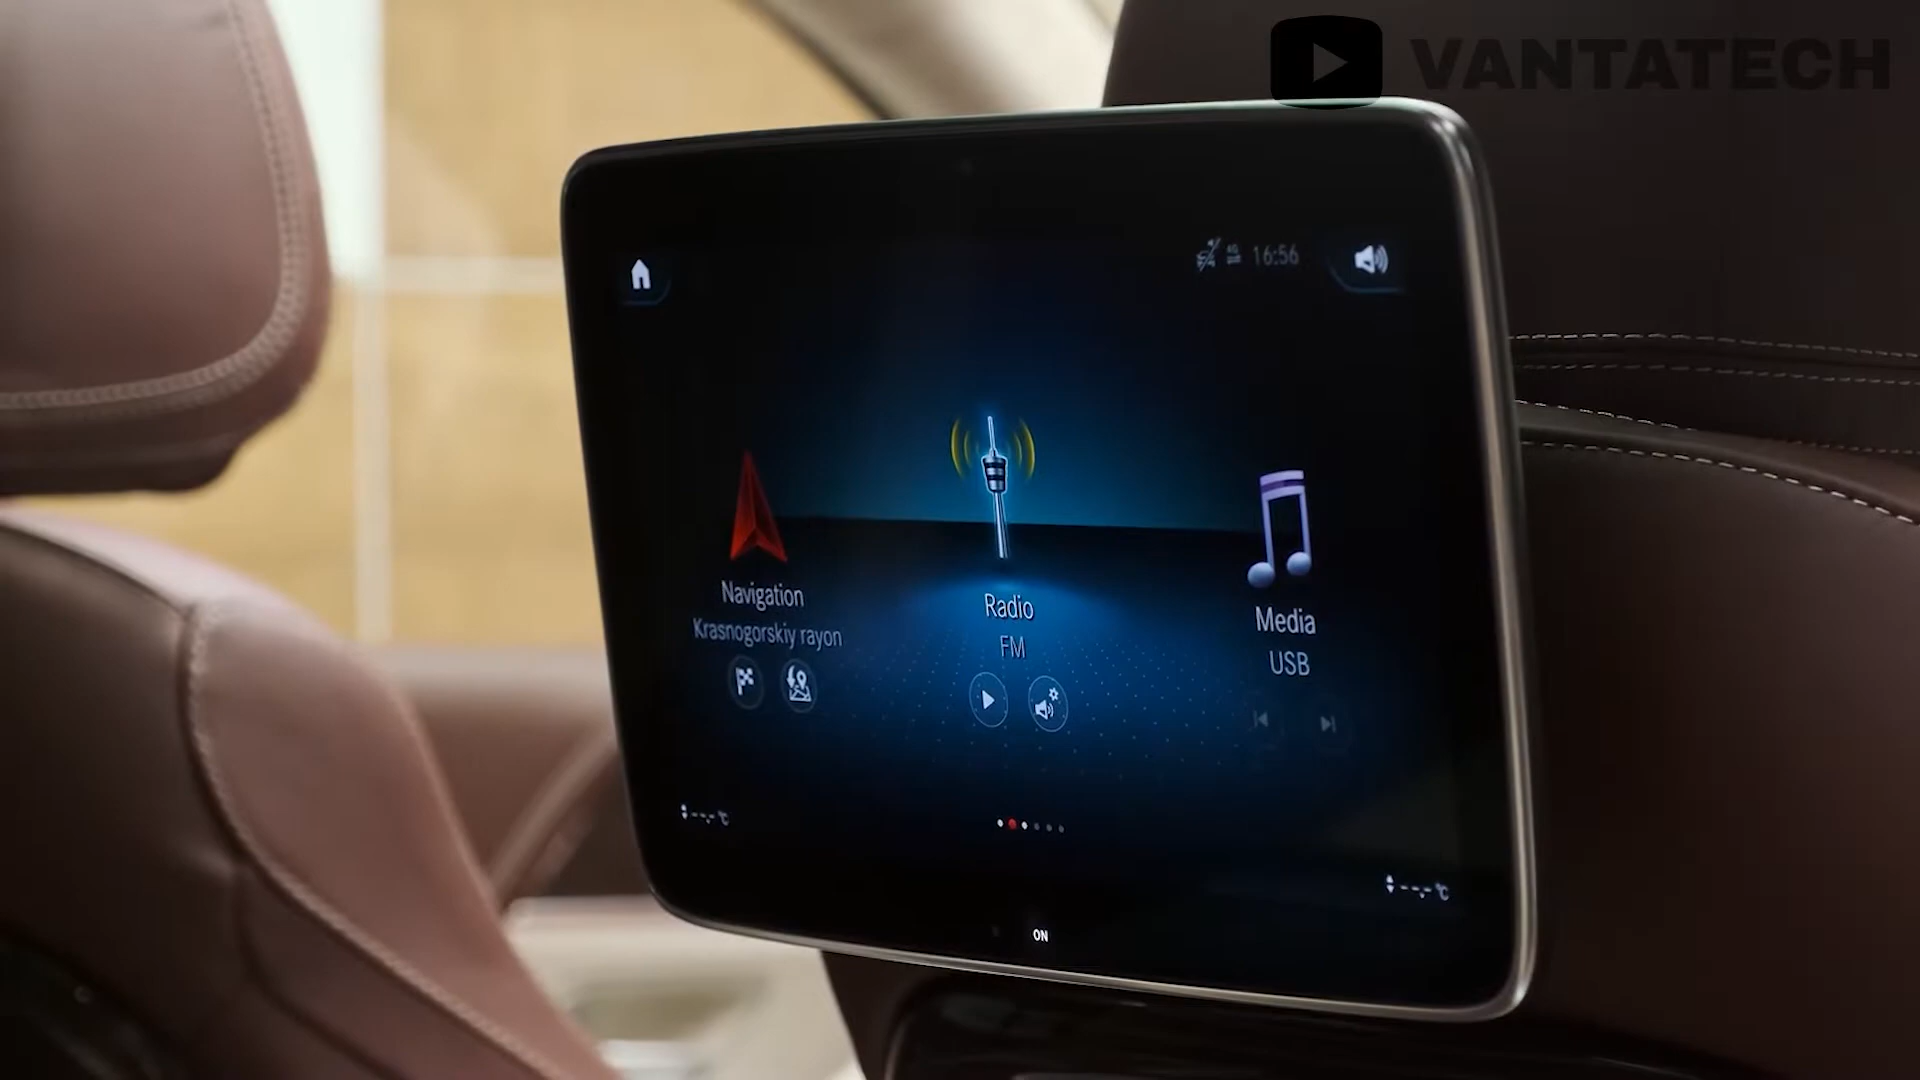 VANTATECH
16:56
Navigation
Krasnogorskiy rayon
Radio
FM
Media
USB
--.-°C
--.-°C
ON